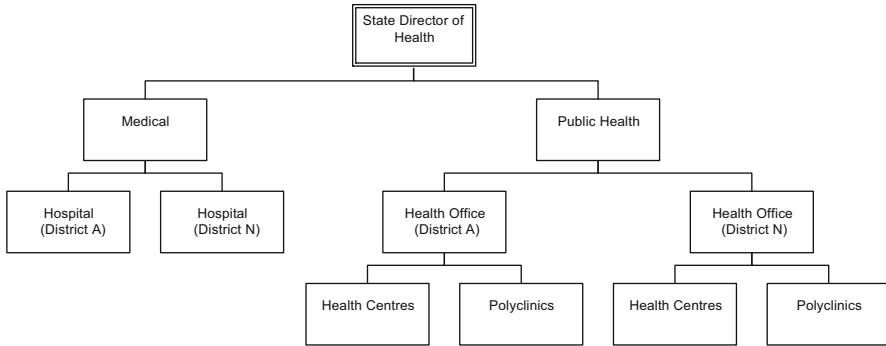 State Director of
Health
Medical
Public Health
Hospital
(District A)
Hospital
(District N)
Health Office
(District A)
Health Office
(District N)
Health Centres
Polyclinics
Health Centres
Polyclinics